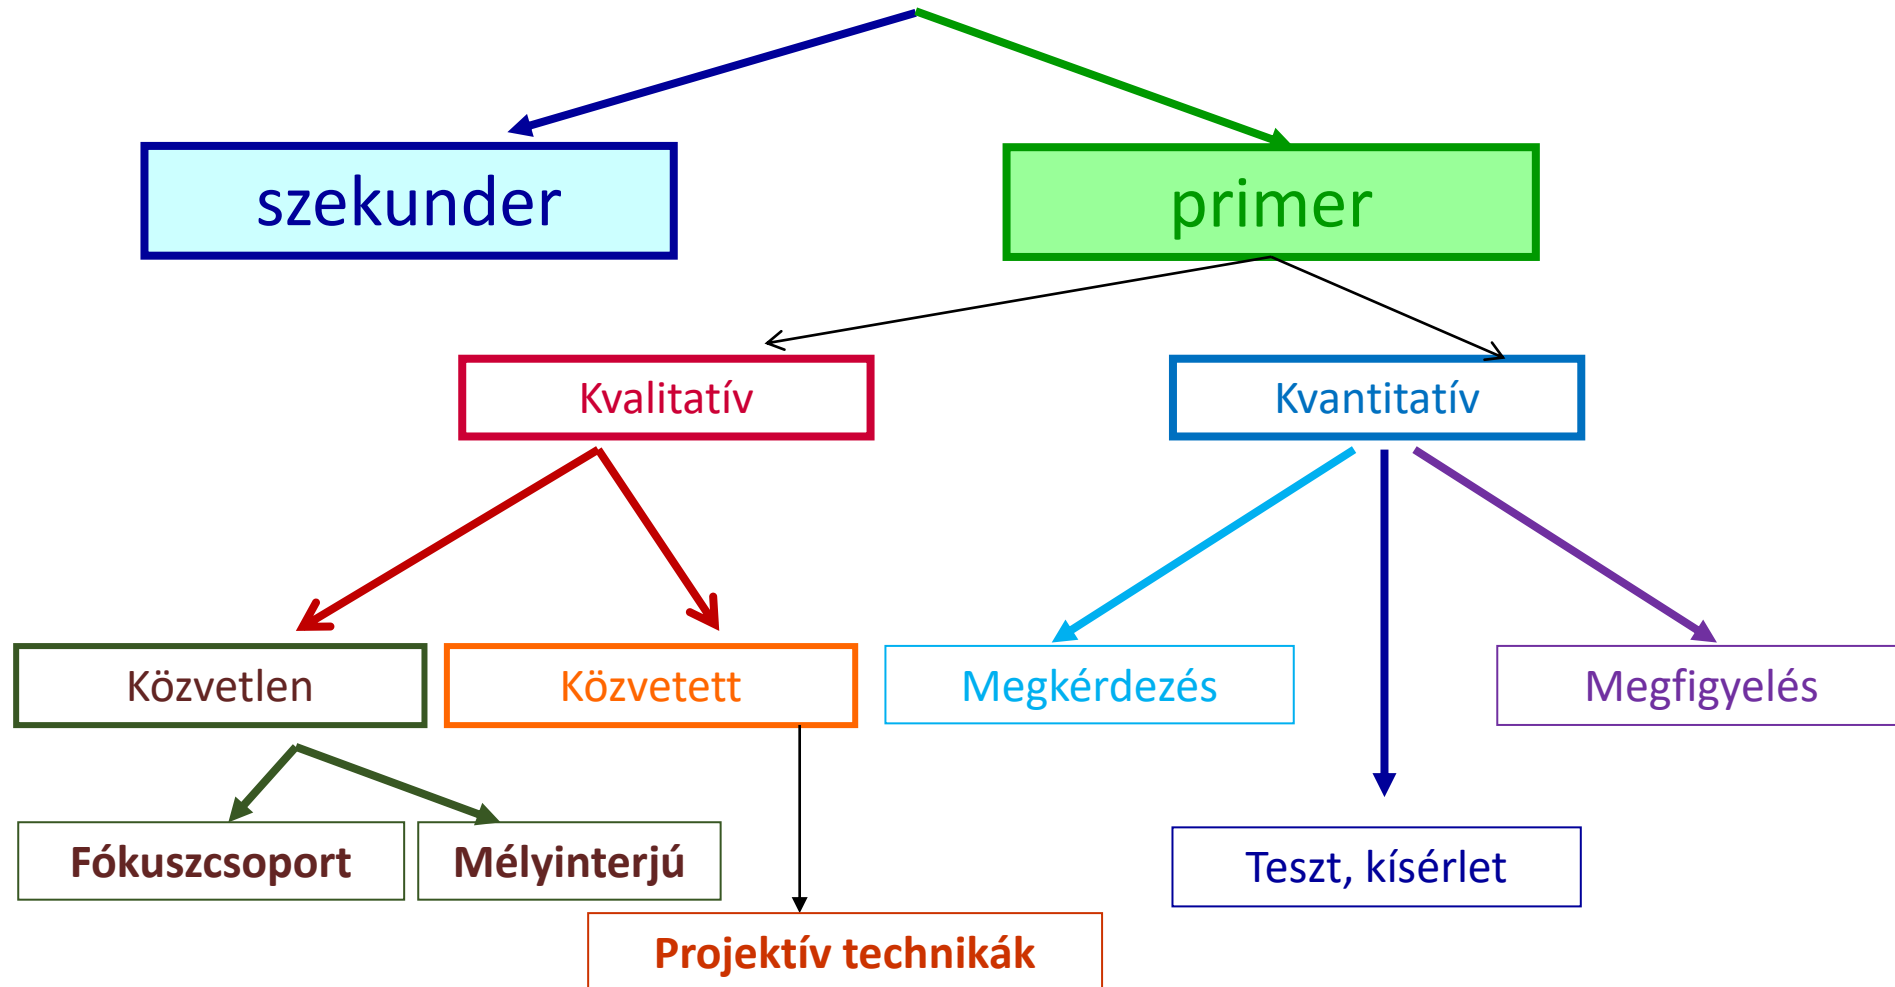 szekunder
primer
Kvalitatív
Kvantitatív
Közvetlen
Közvetett
Megkérdezés
Megfigyelés
Fókuszcsoport
Mélyinterjú
Teszt, kísérlet
Projektív technikák